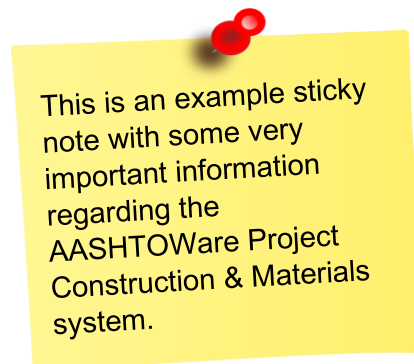 This is an example sticky
note with some very
important information
regarding the
AASHTOWare Project
Construction & Materials
system.